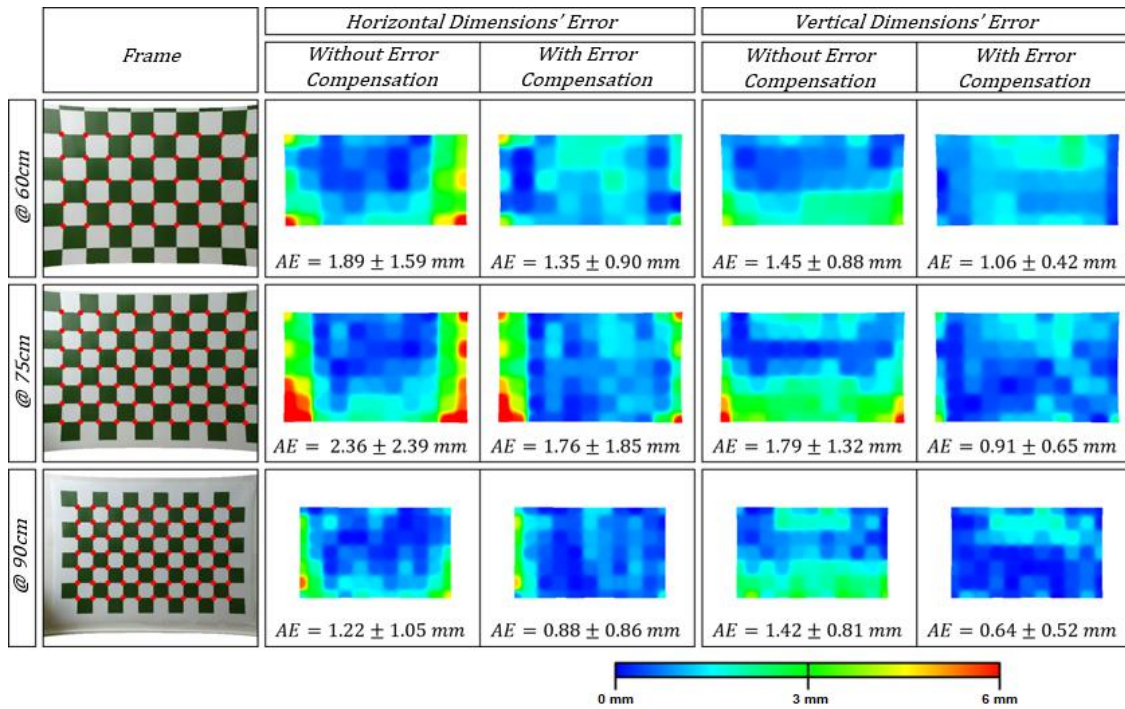 Frame
Horizontal Dimensions' Error
Vertical Dimensions' Error
Without Error
Compensation
With Error
Compensation
Without Error
Compensation
With Error
Compensation
@ 60cm
AE = 1.89 ± 1.59 mm
AE = 1.35 ± 0.90 mm
AE = 1.45 ± 0.88 mm
AE = 1.06 ± 0.42 mm
@ 75cm
AE = 2.36 ± 2.39 mm
AE = 1.76 ± 1.85 mm
AE = 1.79 ± 1.32 mm
AE = 0.91 ± 0.65 mm
@ 90cm
AE = 1.22 ± 1.05 mm
AE = 0.88 ± 0.86 mm
AE = 1.42 ± 0.81 mm
AE = 0.64 ± 0.52 mm
0 mm
3 mm
6 mm